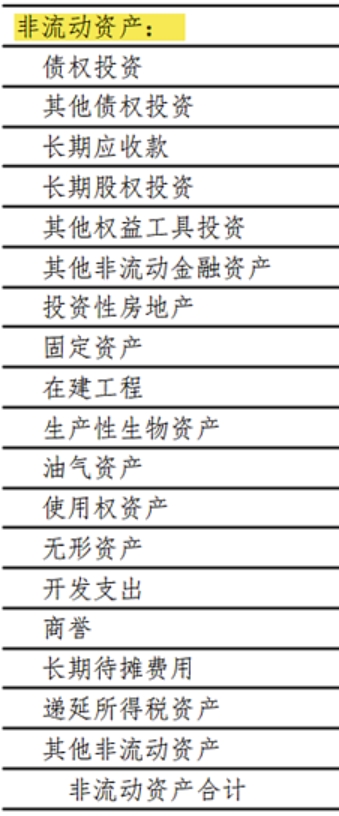 非流动资产：
债权投资
其他债权投资
长期应收款
长期股权投资
其他权益工具投资
其他非流动金融资产
投资性房地产
固定资产
在建工程
生产性生物资产
油气资产
使用权资产
无形资产
开发支出
商誉
长期待摊费用
递延所得税资产
其他非流动资产
非流动资产合计